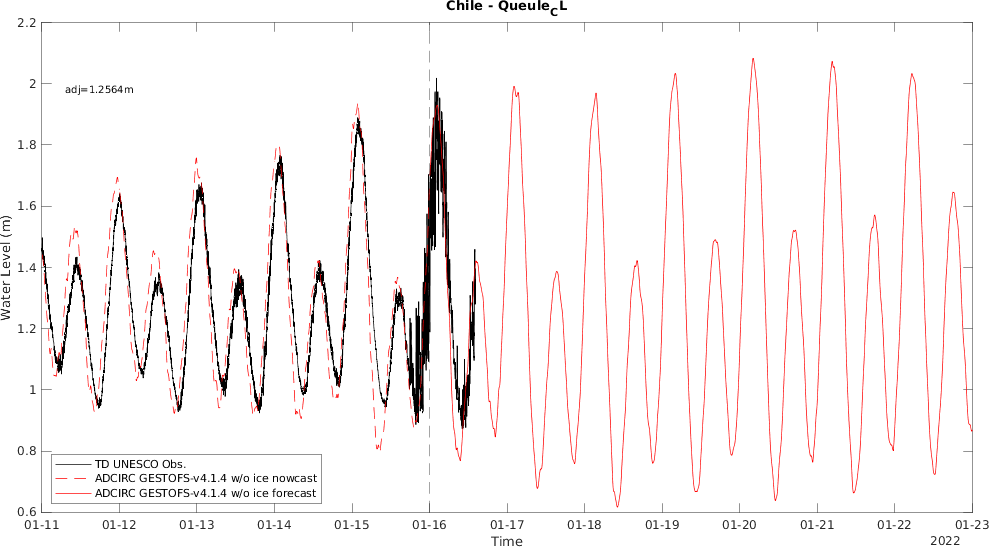 Chile - Queule_CL
2.2
2
1.8
1.6
1.4
1.2
1
0.8
0.6
Water Level (m)
adj=1.2564m
TD UNESCO Obs.
ADCIRC GESTOFS-v4.1.4 w/o ice nowcast
ADCIRC GESTOFS-v4.1.4 w/o ice forecast
01-11 01-12 01-13 01-14 01-15 01-16 01-17 01-18 01-19 01-20 01-21 01-22 01-23
Time
2022